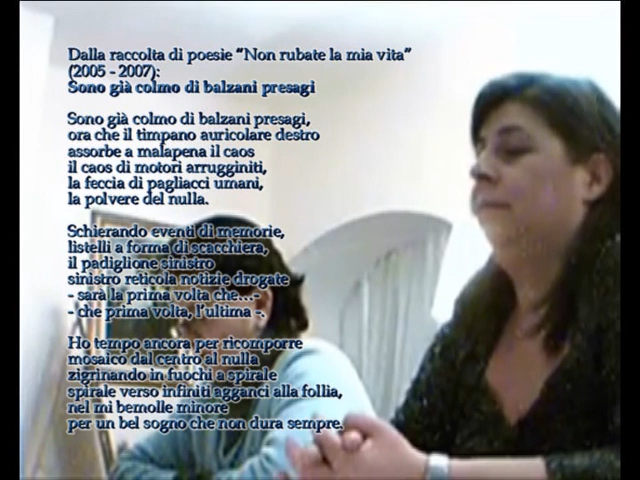 Dalla raccolta di poesie "Non rubate la mia vita"
(2005 - 2007):
Sono già colmo di balzani presagi
Sono già colmo di balzani presagi,
ora che il timpano auricolare destro
assorbe a malapena il caos
il caos di motori arrugginiti,
la feccia di pagliacci umani,
la polvere del nulla.
Schierando eventi di memorie,
listelli a forma di scacchiera,
il padiglione sinistro
sinistro reticola notizie drogate
- sarà la prima volta che...-
- che prima volta, l'ultima -.
Ho tempo ancora per ricomporre
mosaico dal centro al nulla
zigrinando in fuochi a spirale
spirale verso infiniti agganci alla follia,
nel mi bemolle minore
per un bel sogno che non dura sempre.